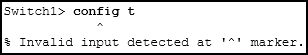 Switch1> config t
^
% Invalid input detected at '^' marker.